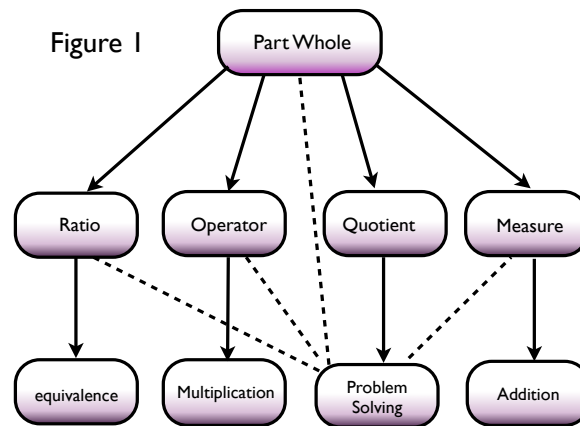 Figure 1
Part Whole
Ratio
Operator
Quotient
Measure
equivalence
Multiplication
Problem
Solving
Addition